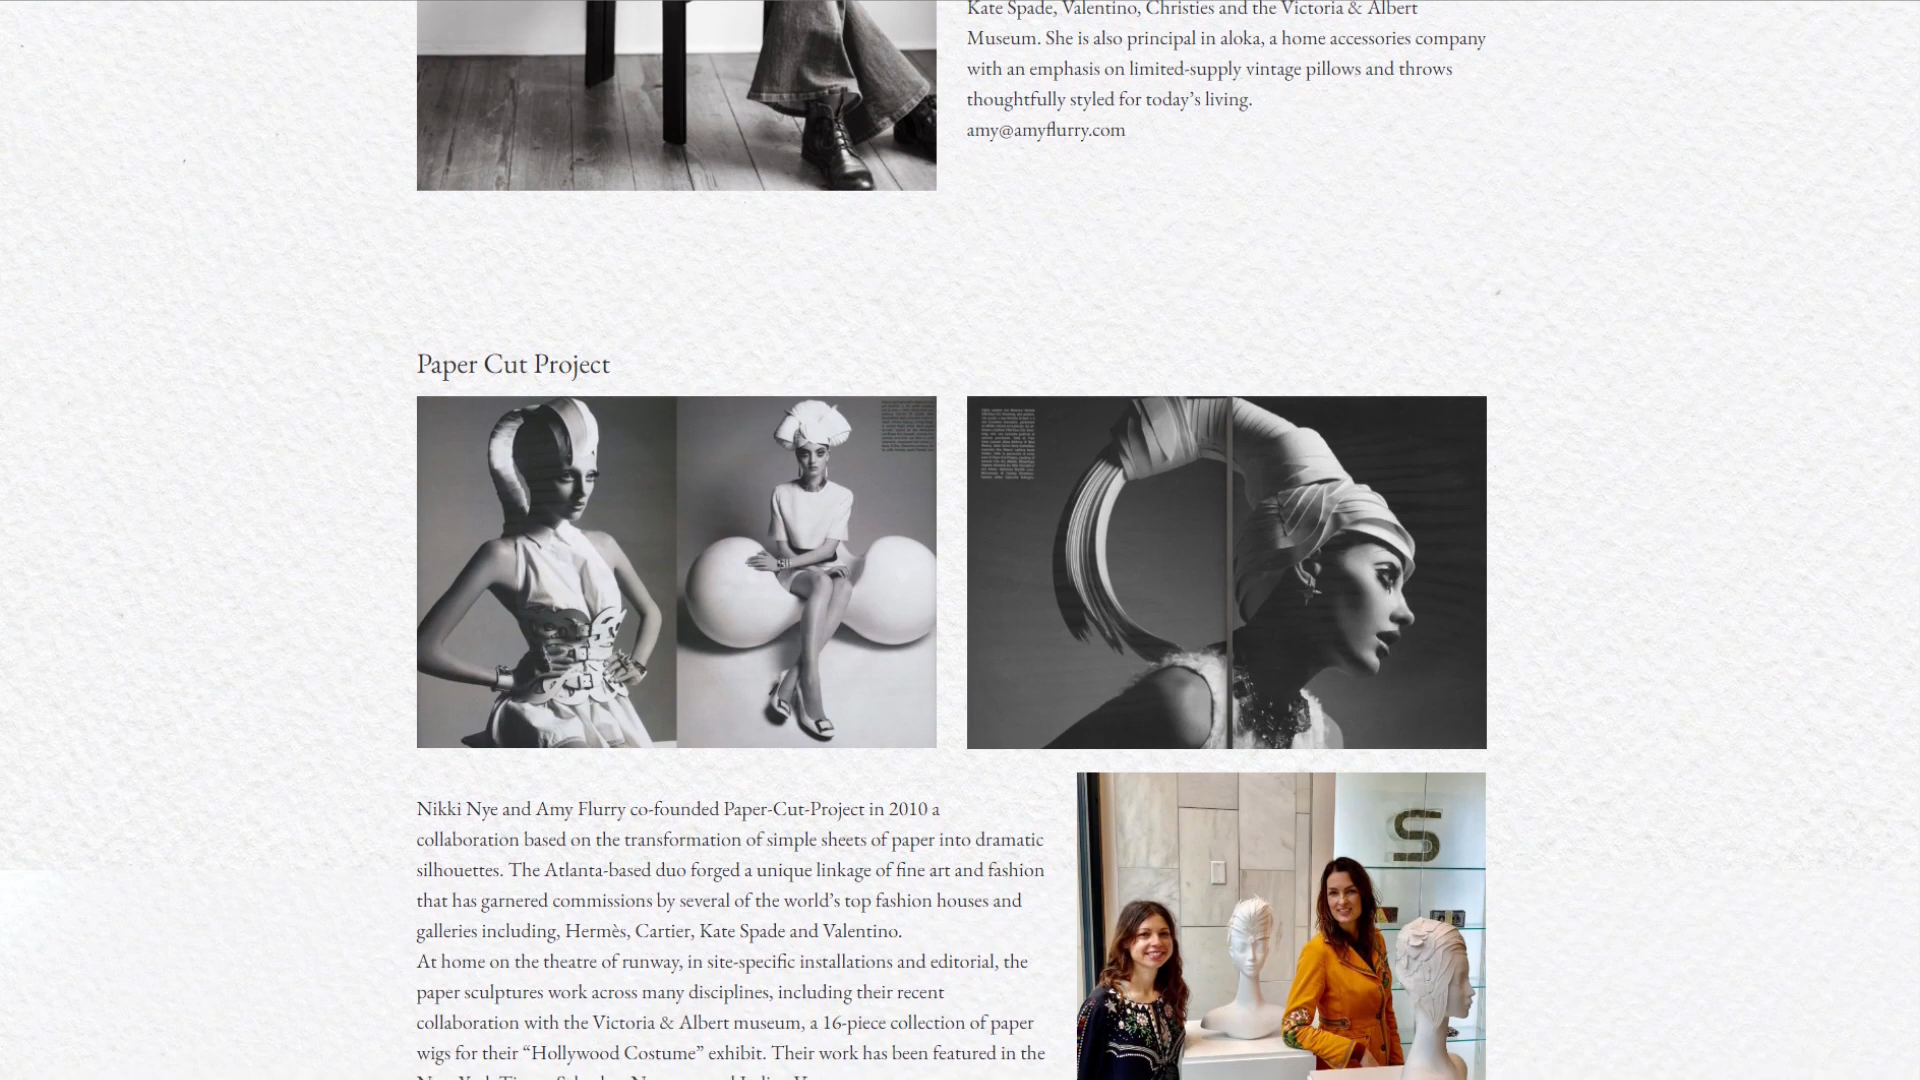 Kate Spade, Valentino, Christies and the Victoria & Albert
Museum. She is also principal in aloka, a home accessories company
with an emphasis on limited-supply vintage pillows and throws
thoughtfully styled for today’s living.
amy@amyflurry.com
Paper Cut Project
Nikki Nye and Amy Flurry co-founded Paper-Cut-Project in 2010 a
collaboration based on the transformation of simple sheets of paper into dramatic
silhouettes. The Atlanta-based duo forged a unique linkage of fine art and fashion
that has garnered commissions by several of the world’s top fashion houses and
galleries including, Hermès, Cartier, Kate Spade and Valentino.
At home on the theatre of runway, in site-specific installations and editorial, the
paper sculptures work across many disciplines, including their recent
collaboration with the Victoria & Albert museum, a 16-piece collection of paper
wigs for their “Hollywood Costume” exhibit. Their work has been featured in the
S